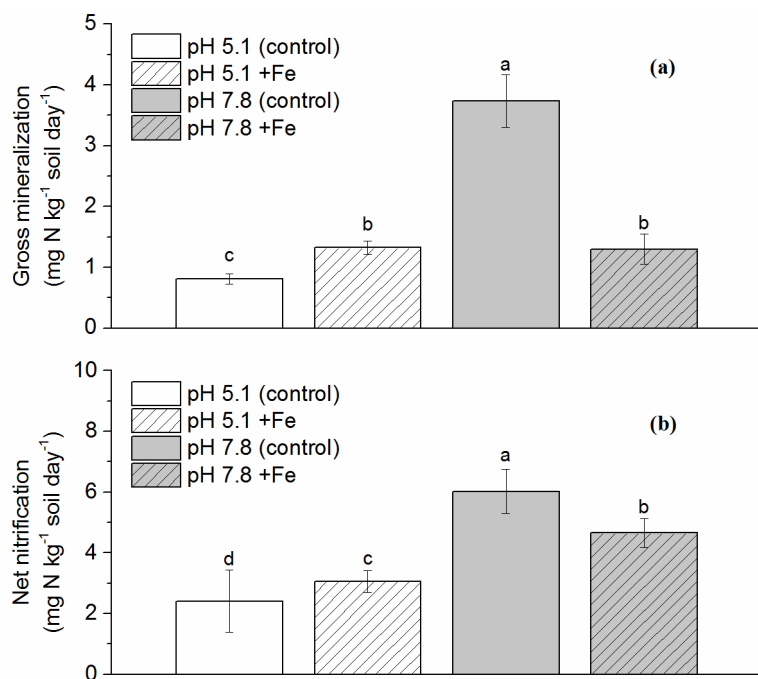 Gross mineralization
(mg N kg⁻¹ soil day⁻¹)
5
4
3
2
1
0
pH 5.1 (control)
pH 5.1 +Fe
pH 7.8 (control)
pH 7.8 +Fe
(a)
c
b
a
b
Net nitrification
(mg N kg⁻¹ soil day⁻¹)
10
8
6
4
2
0
pH 5.1 (control)
pH 5.1 +Fe
pH 7.8 (control)
pH 7.8 +Fe
(b)
d
c
a
b